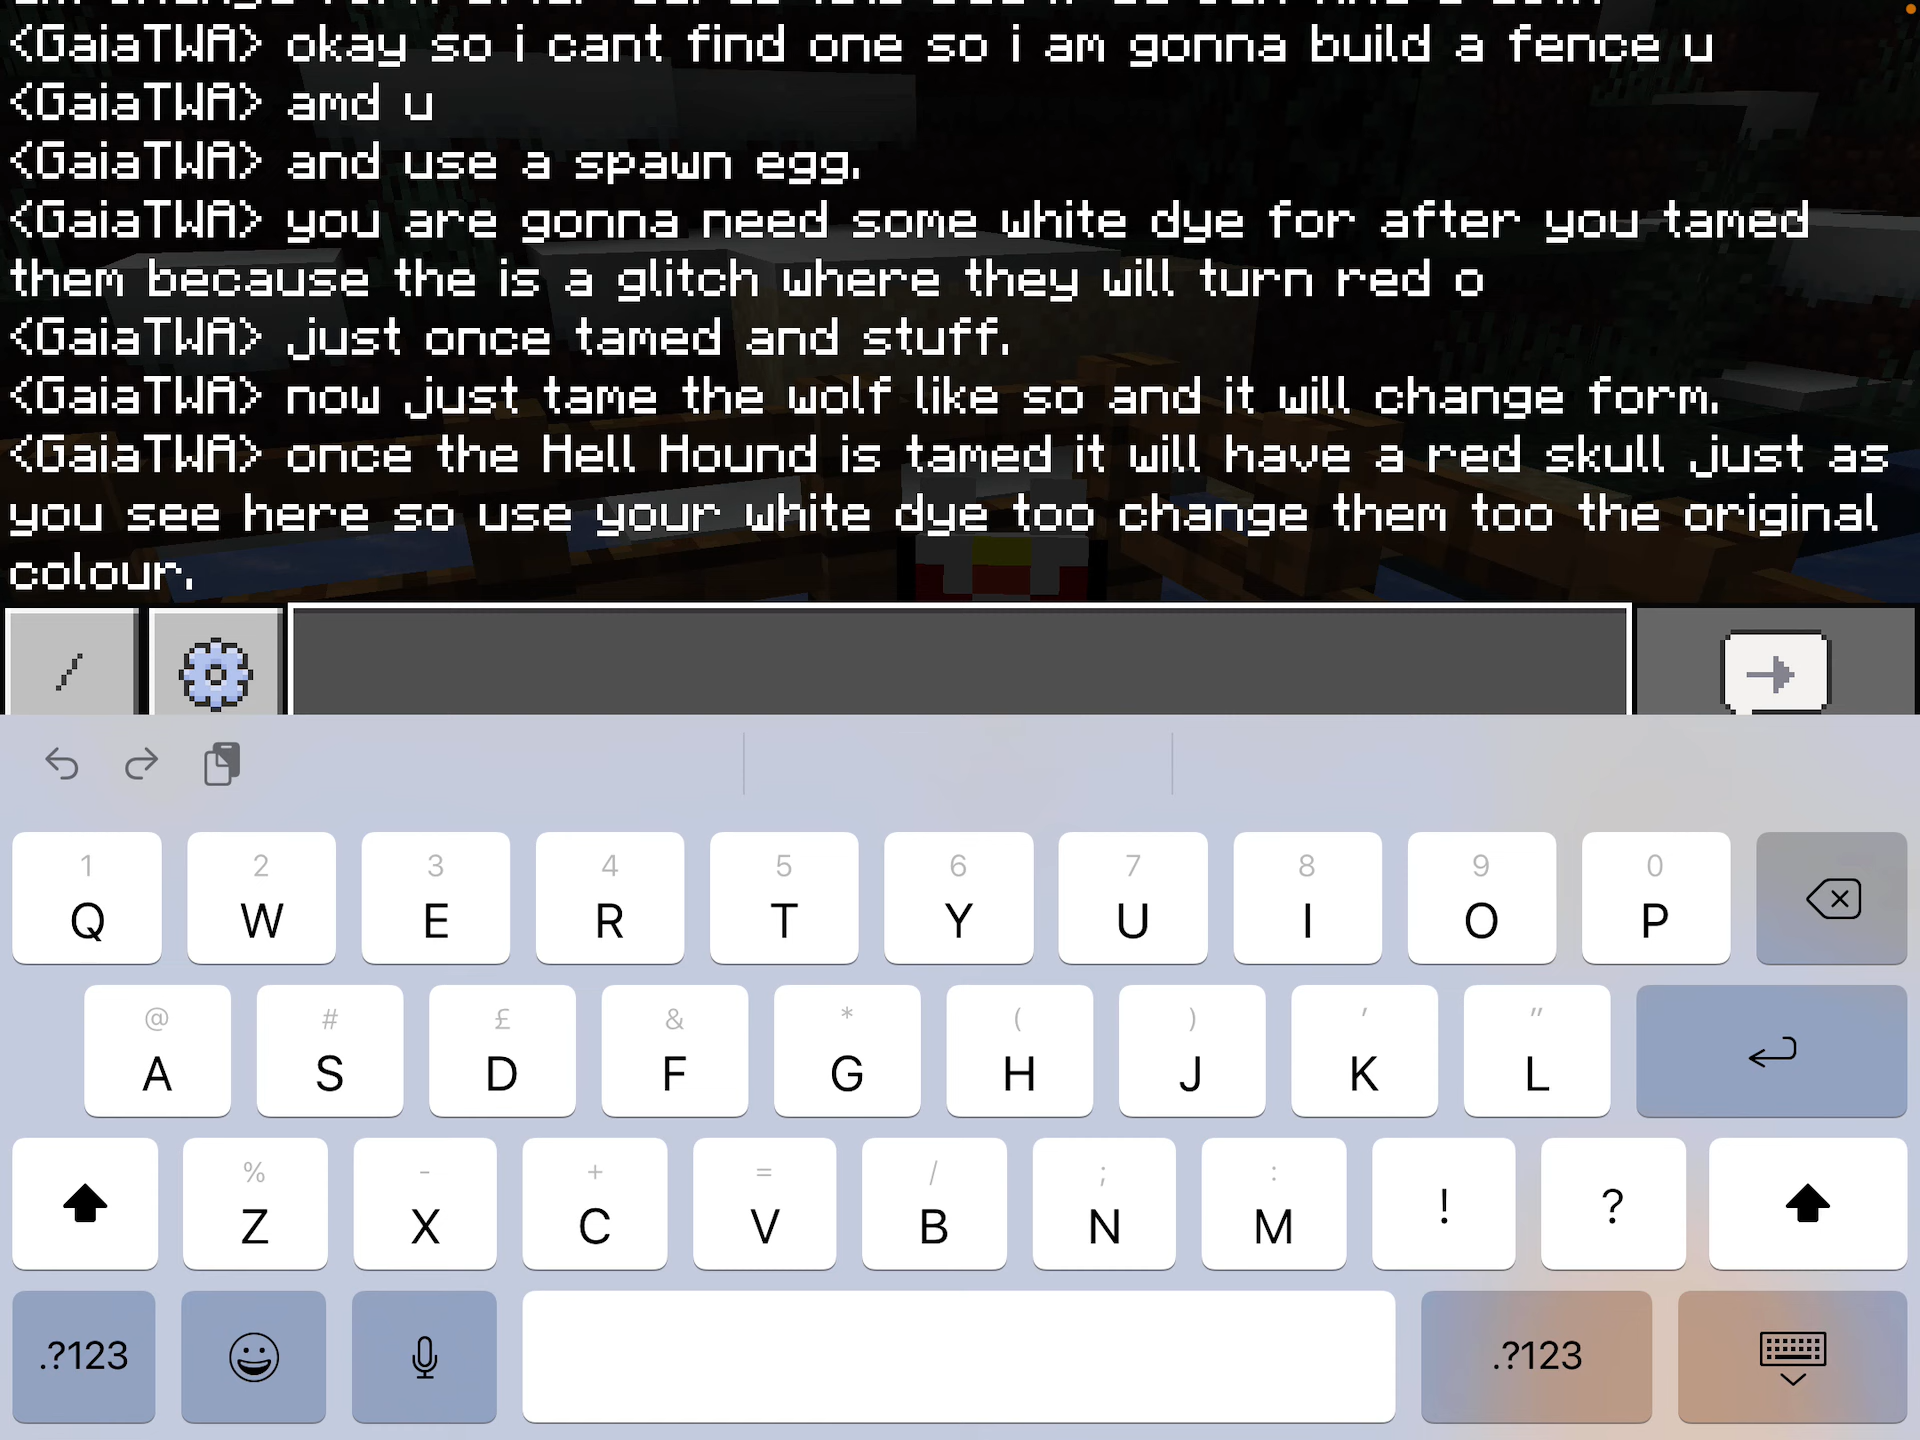 <GaiaTWA> okay so i cant find one so i am gonna build a fence u
<GaiaTWA> amd u
<GaiaTWA> and use a spawn egg.
<GaiaTWA> you are gonna need some white dye for after you tamed
them because the is a glitch where they will turn red o
<GaiaTWA> just once tamed and stuff.
<GaiaTWA> now just tame the wolf like so and it will change form.
<GaiaTWA> once the Hell Hound is tamed it will have a red skull just as
you see here so use your white dye too change them too the original
colour.
/
1 2 3 4 5 6 7 8 9 0
Q W E R T Y U I O P
@ # £ & * ( ) ' "
A S D F G H J K L
% - + = / ; :
Z X C V B N M ! ?
.?123 .?123